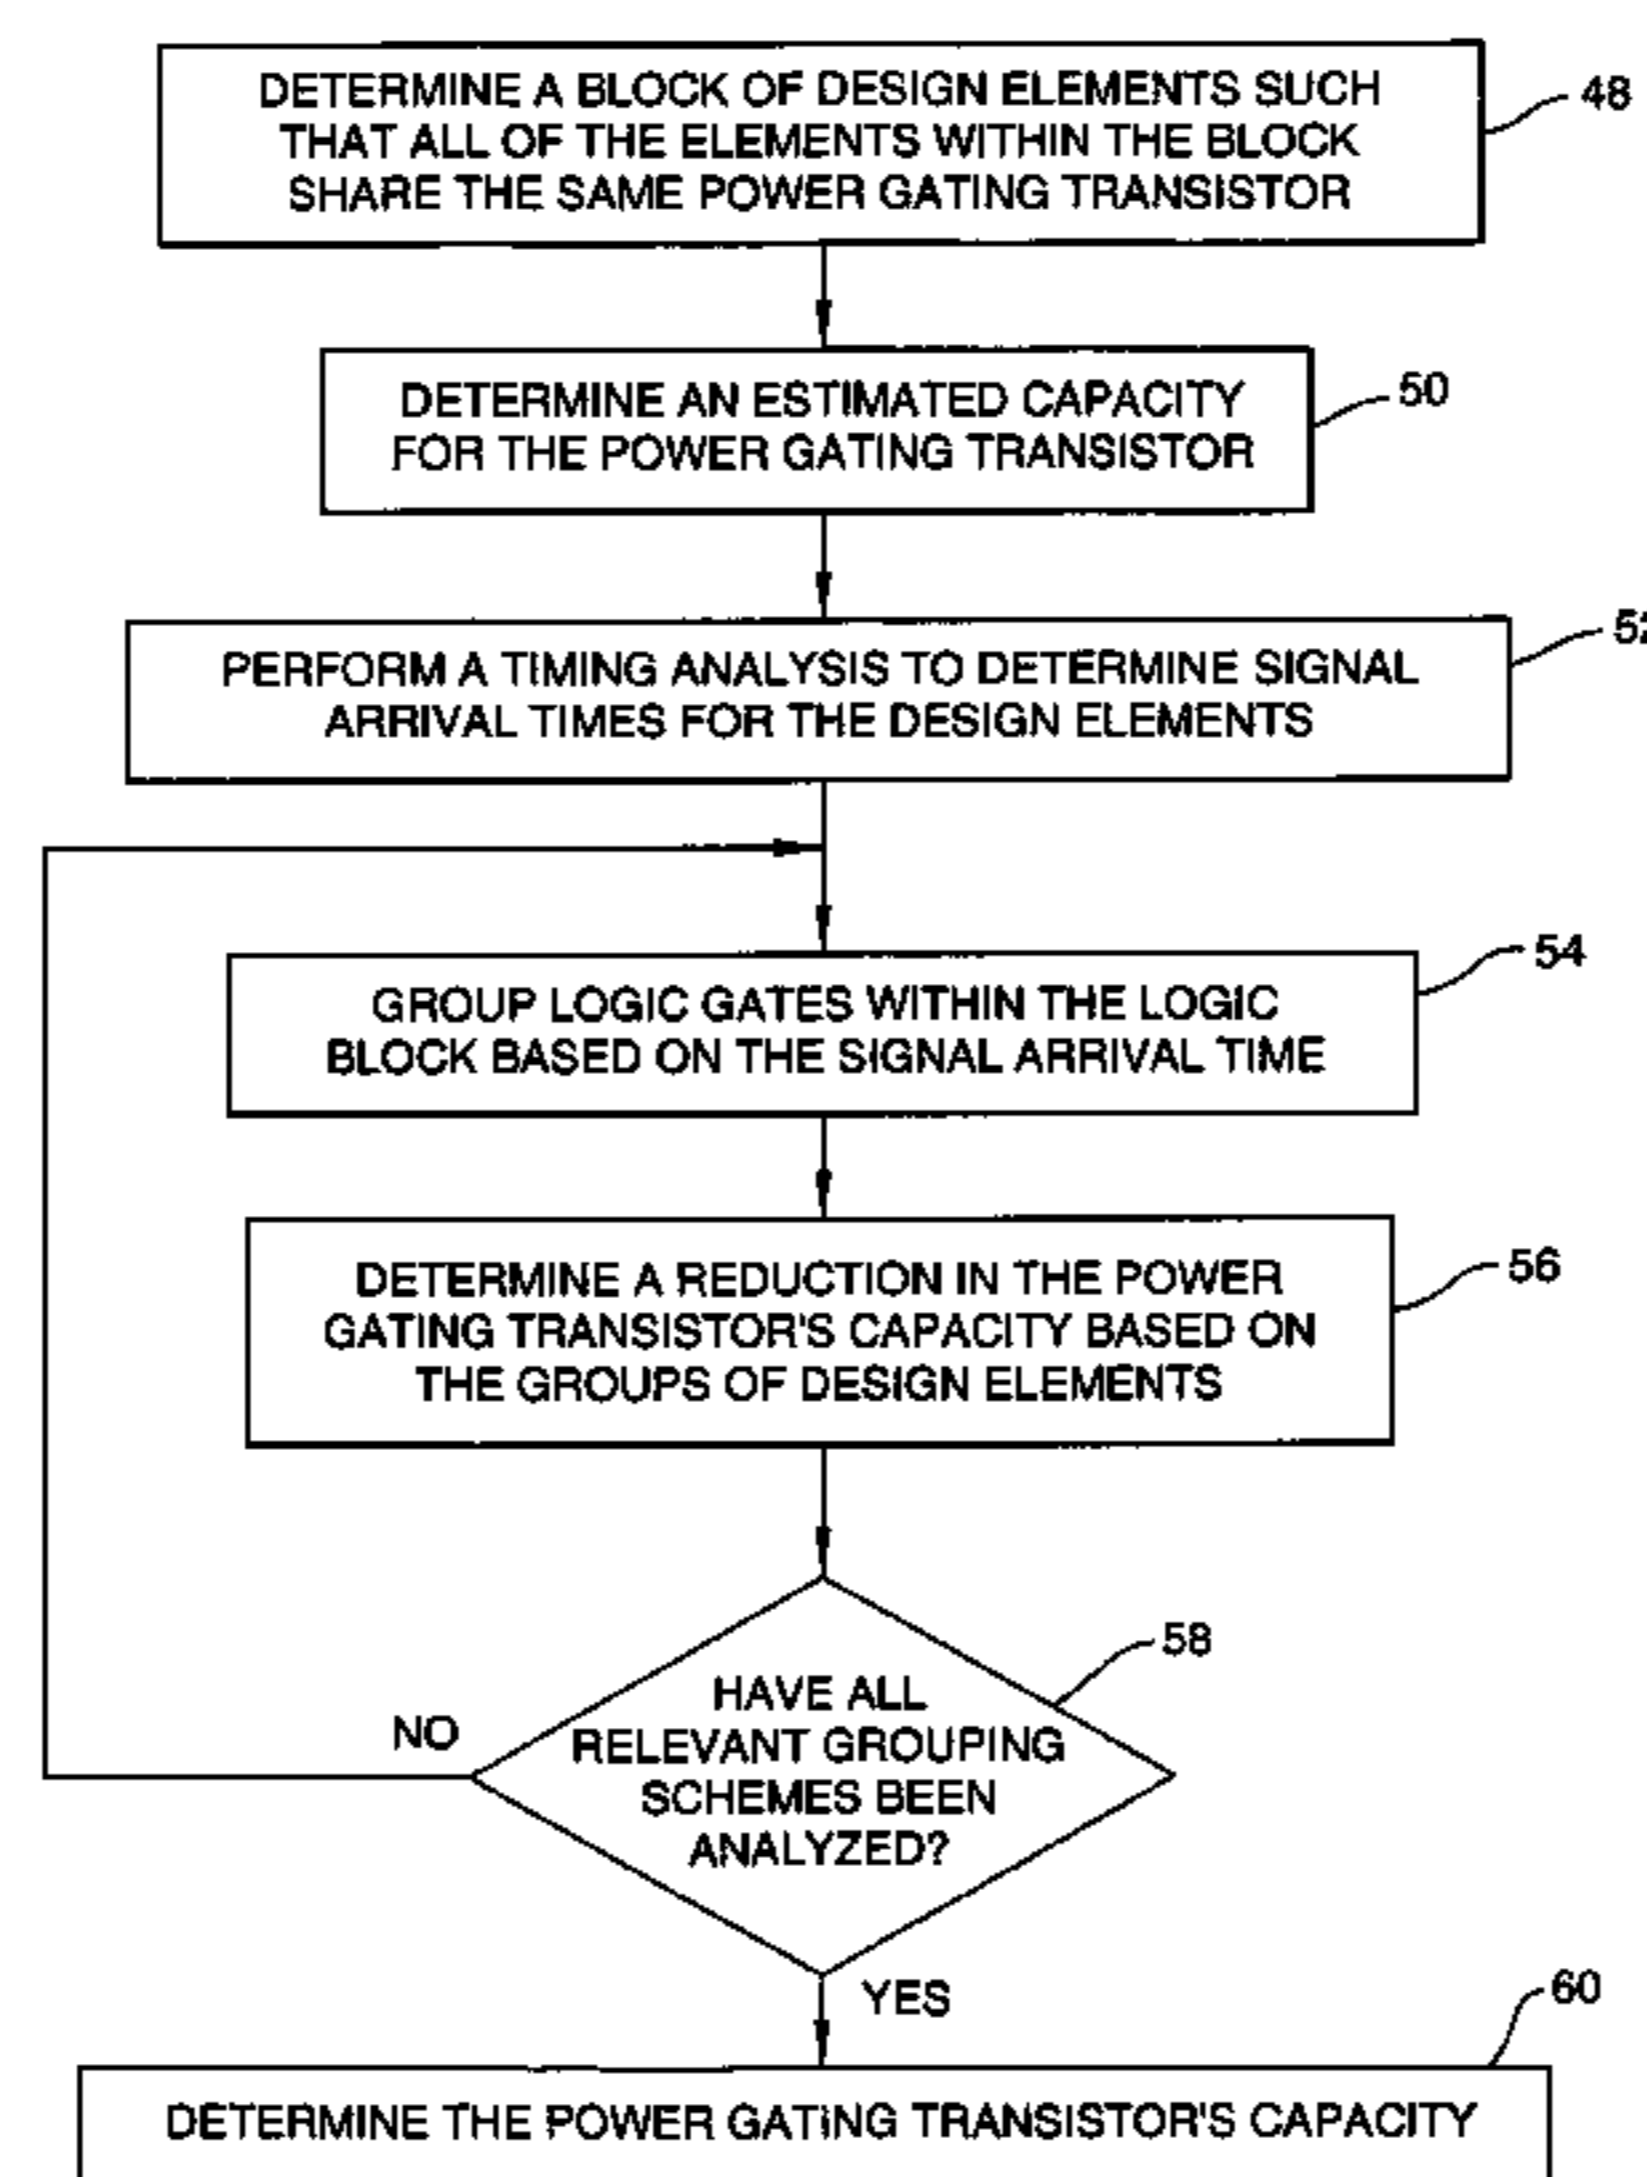 DETERMINE A BLOCK OF DESIGN ELEMENTS SUCH
THAT ALL OF THE ELEMENTS WITHIN THE BLOCK
SHARE THE SAME POWER GATING TRANSISTOR
48
DETERMINE AN ESTIMATED CAPACITY
FOR THE POWER GATING TRANSISTOR
50
PERFORM A TIMING ANALYSIS TO DETERMINE SIGNAL
ARRIVAL TIMES FOR THE DESIGN ELEMENTS
GROUP LOGIC GATES WITHIN THE LOGIC
BLOCK BASED ON THE SIGNAL ARRIVAL TIME
54
DETERMINE A REDUCTION IN THE POWER
GATING TRANSISTOR'S CAPACITY BASED ON
THE GROUPS OF DESIGN ELEMENTS
56
HAVE ALL
RELEVANT GROUPING
SCHEMES BEEN
ANALYZED?
58
NO
YES
60
DETERMINE THE POWER GATING TRANSISTOR'S CAPACITY